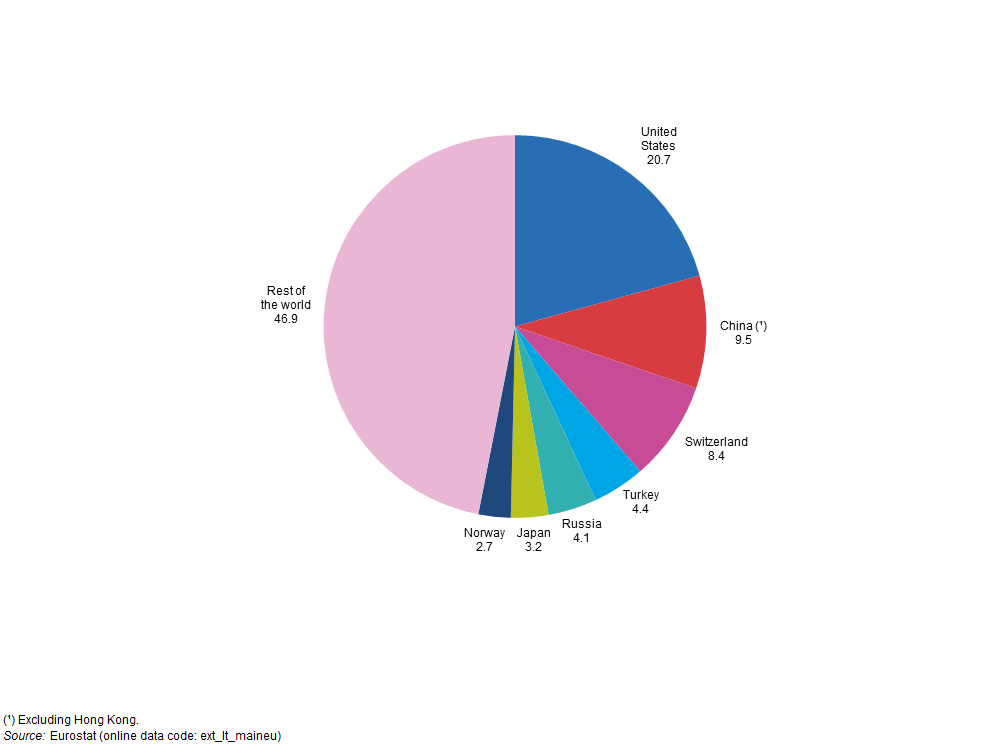 United
States
20.7
China (¹)
9.5
Switzerland
8.4
Turkey
4.4
Russia
4.1
Japan
3.2
Norway
2.7
Rest of
the world
46.9
(¹) Excluding Hong Kong.
Source: Eurostat (online data code: ext_lt_maineu)